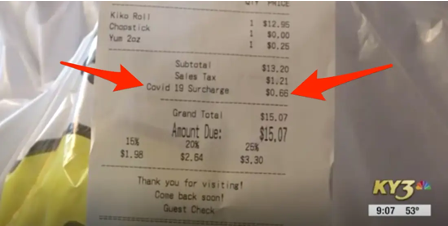 QTY PRICE
Kiko Roll 1 $12.95
Chopstick 1 $0.00
Yum 2oz 1 $0.25
Subtotal $13.20
Sales Tax $1.21
Covid 19 Surcharge $0.66
Grand Total $15.07
Amount Due: $15.07
15% 20% 25%
$1.98 $2.64 $3.30
Thank you for visiting!
Come back soon!
Guest Check
KY3
9:07 53°